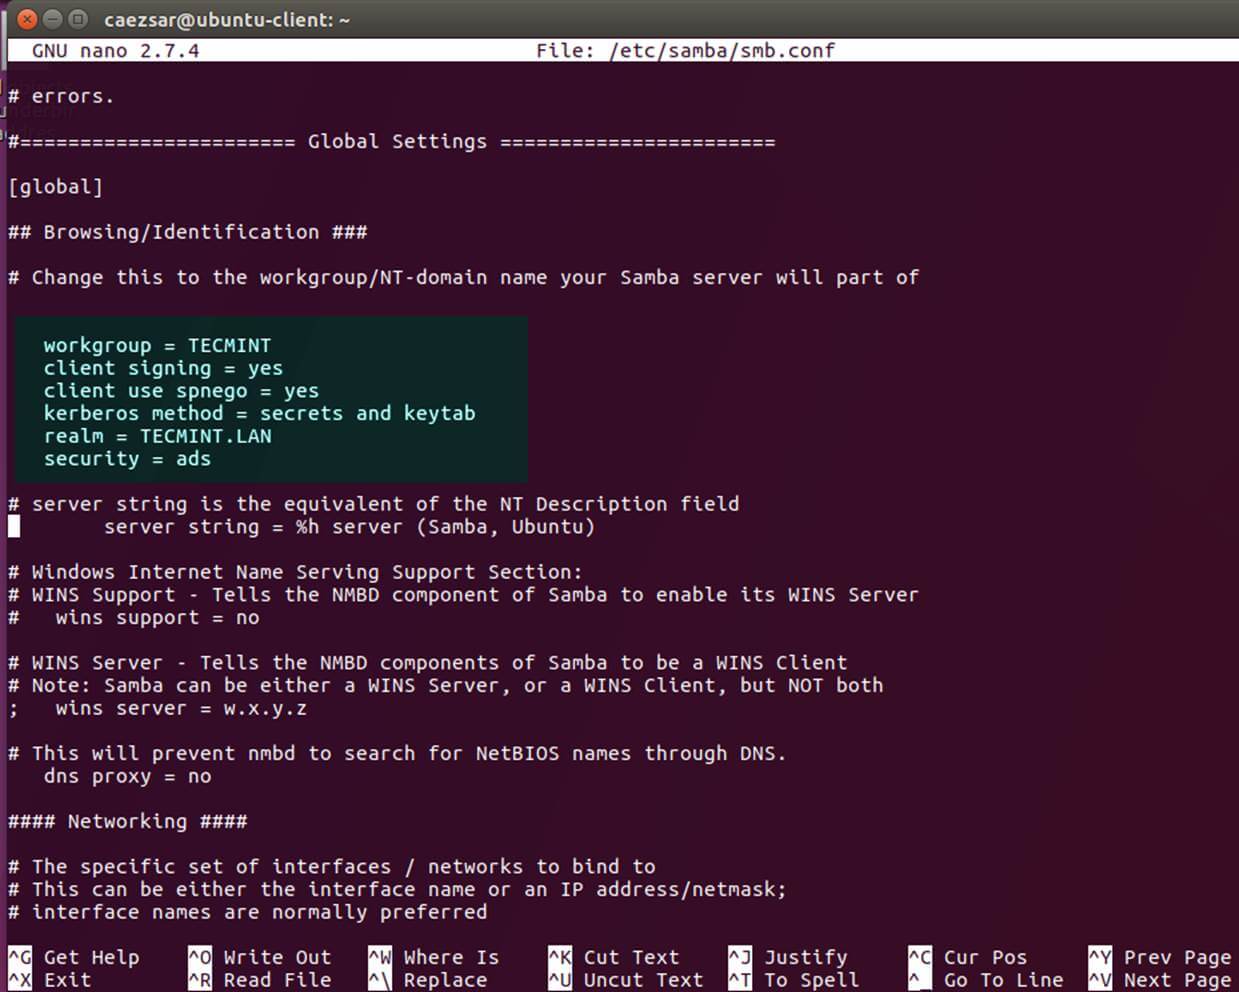 caezsar@ubuntu-client: ~
GNU nano 2.7.4 File: /etc/samba/smb.conf
# errors.
#======================= Global Settings =======================
[global]
## Browsing/Identification ###
# Change this to the workgroup/NT-domain name your Samba server will part of
workgroup = TECMINT
client signing = yes
client use spnego = yes
kerberos method = secrets and keytab
realm = TECMINT.LAN
security = ads
# server string is the equivalent of the NT Description field
server string = %h server (Samba, Ubuntu)
# Windows Internet Name Serving Support Section:
# WINS Support - Tells the NMBD component of Samba to enable its WINS Server
#   wins support = no
# WINS Server - Tells the NMBD components of Samba to be a WINS Client
# Note: Samba can be either a WINS Server, or a WINS Client, but NOT both
;   wins server = w.x.y.z
# This will prevent nmbd to search for NetBIOS names through DNS.
dns proxy = no
#### Networking ####
# The specific set of interfaces / networks to bind to
# This can be either the interface name or an IP address/netmask;
# interface names are normally preferred
^G Get Help ^O Write Out ^W Where Is ^K Cut Text ^J Justify ^C Cur Pos ^Y Prev Page
^X Exit ^R Read File ^\ Replace ^U Uncut Text ^T To Spell ^_ Go To Line ^V Next Page